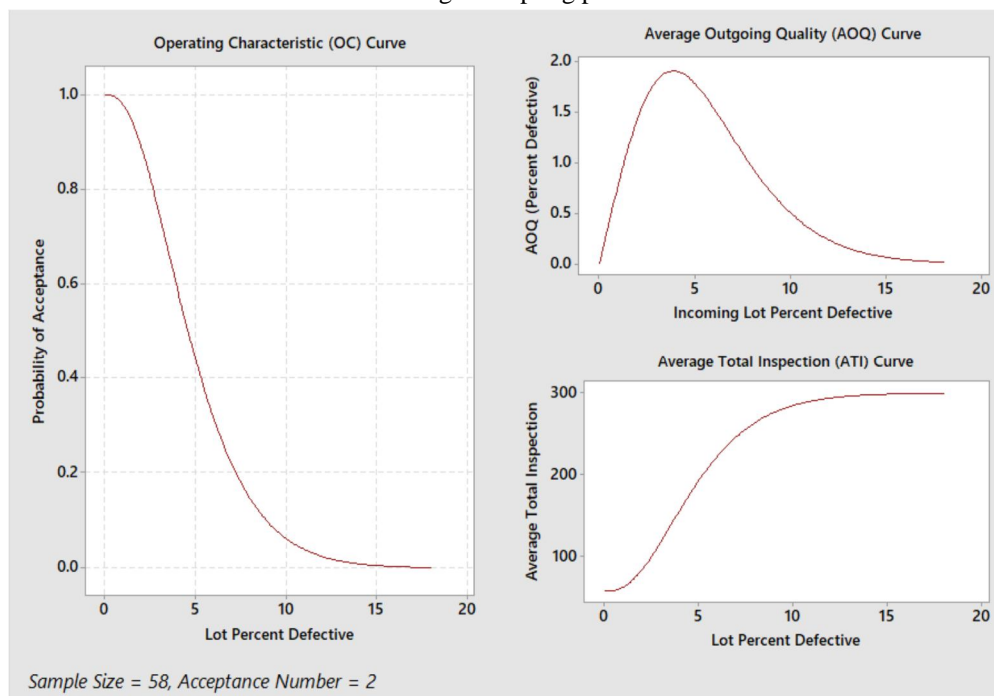 Operating Characteristic (OC) Curve
1.0
0.8
0.6
0.4
0.2
0.0
Probability of Acceptance
0 5 10 15 20
Lot Percent Defective
Average Outgoing Quality (AOQ) Curve
2.0
1.5
1.0
0.5
0.0
AOQ (Percent Defective)
0 5 10 15 20
Incoming Lot Percent Defective
Average Total Inspection (ATI) Curve
300
200
100
Average Total Inspection
0 5 10 15 20
Lot Percent Defective
Sample Size = 58, Acceptance Number = 2